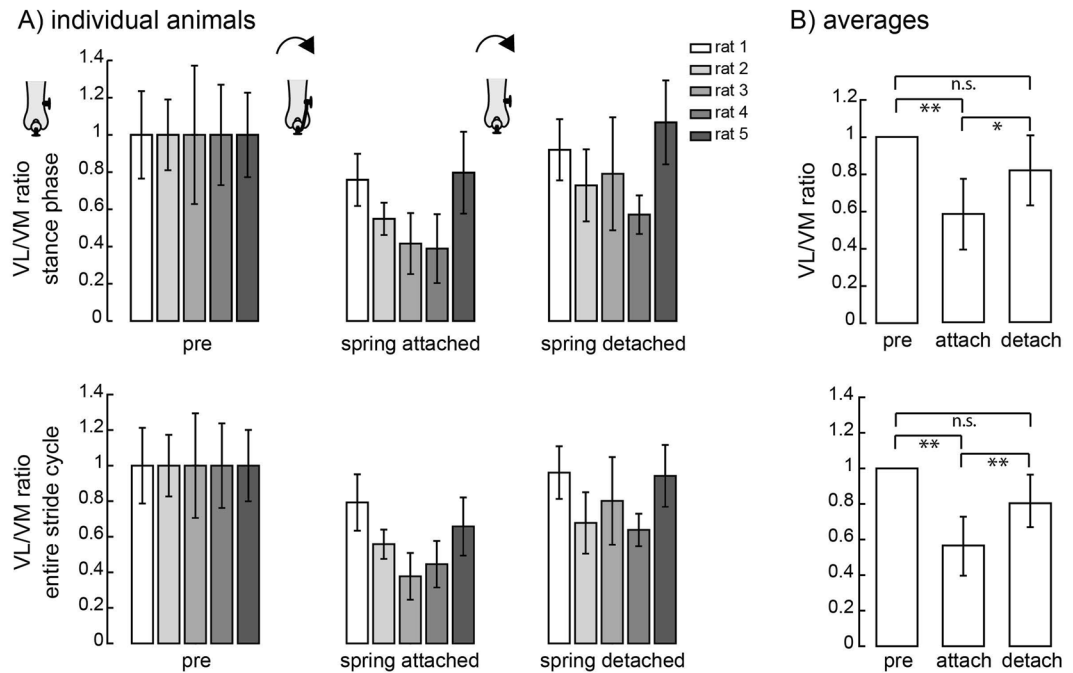 A) individual animals
B) averages
rat 1
rat 2
rat 3
rat 4
rat 5
VL/VM ratio
stance phase
1.4
1.2
1
0.8
0.6
0.4
0.2
0
pre
spring attached
spring detached
VL/VM ratio
1.2
1
0.8
0.6
0.4
0.2
0
n.s.
**
*
pre
attach
detach
VL/VM ratio
entire stride cycle
1.4
1.2
1
0.8
0.6
0.4
0.2
0
pre
spring attached
spring detached
1.4
1.2
1
0.8
0.6
0.4
0.2
0
n.s.
**
**
pre
attach
detach